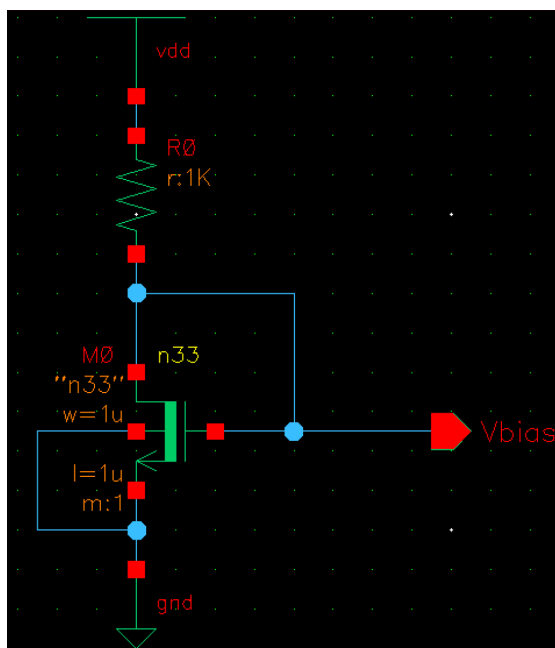 vdd
R0
r:1K
M0 n33
"n33"
w=1u
l=1u
m:1
Vbias
gnd